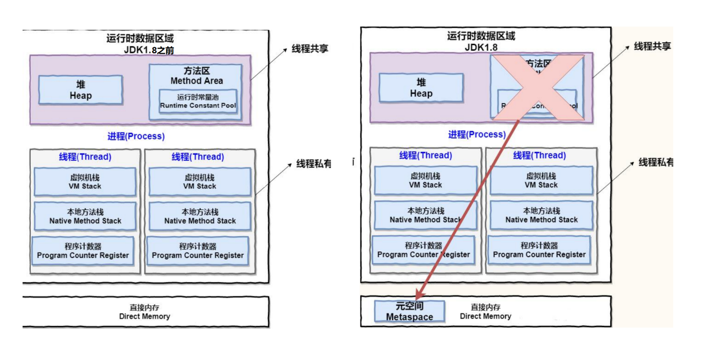 运行时数据区域
JDK1.8之前
线程共享
堆
Heap
方法区
Method Area
运行时常量池
Runtime Constant Pool
进程(Process)
线程(Thread)
线程(Thread)
线程私有
虚拟机栈
VM Stack
虚拟机栈
VM Stack
本地方法栈
Native Method Stack
本地方法栈
Native Method Stack
程序计数器
Program Counter Register
程序计数器
Program Counter Register
直接内存
Direct Memory
运行时数据区域
JDK1.8
线程共享
堆
Heap
方法区
进程(Process)
线程(Thread)
线程(Thread)
线程私有
虚拟机栈
VM Stack
虚拟机栈
VM Stack
本地方法栈
Native Method Stack
本地方法栈
Native Method Stack
程序计数器
Program Counter Register
程序计数器
Program Counter Register
元空间
Metaspace
直接内存
Direct Memory